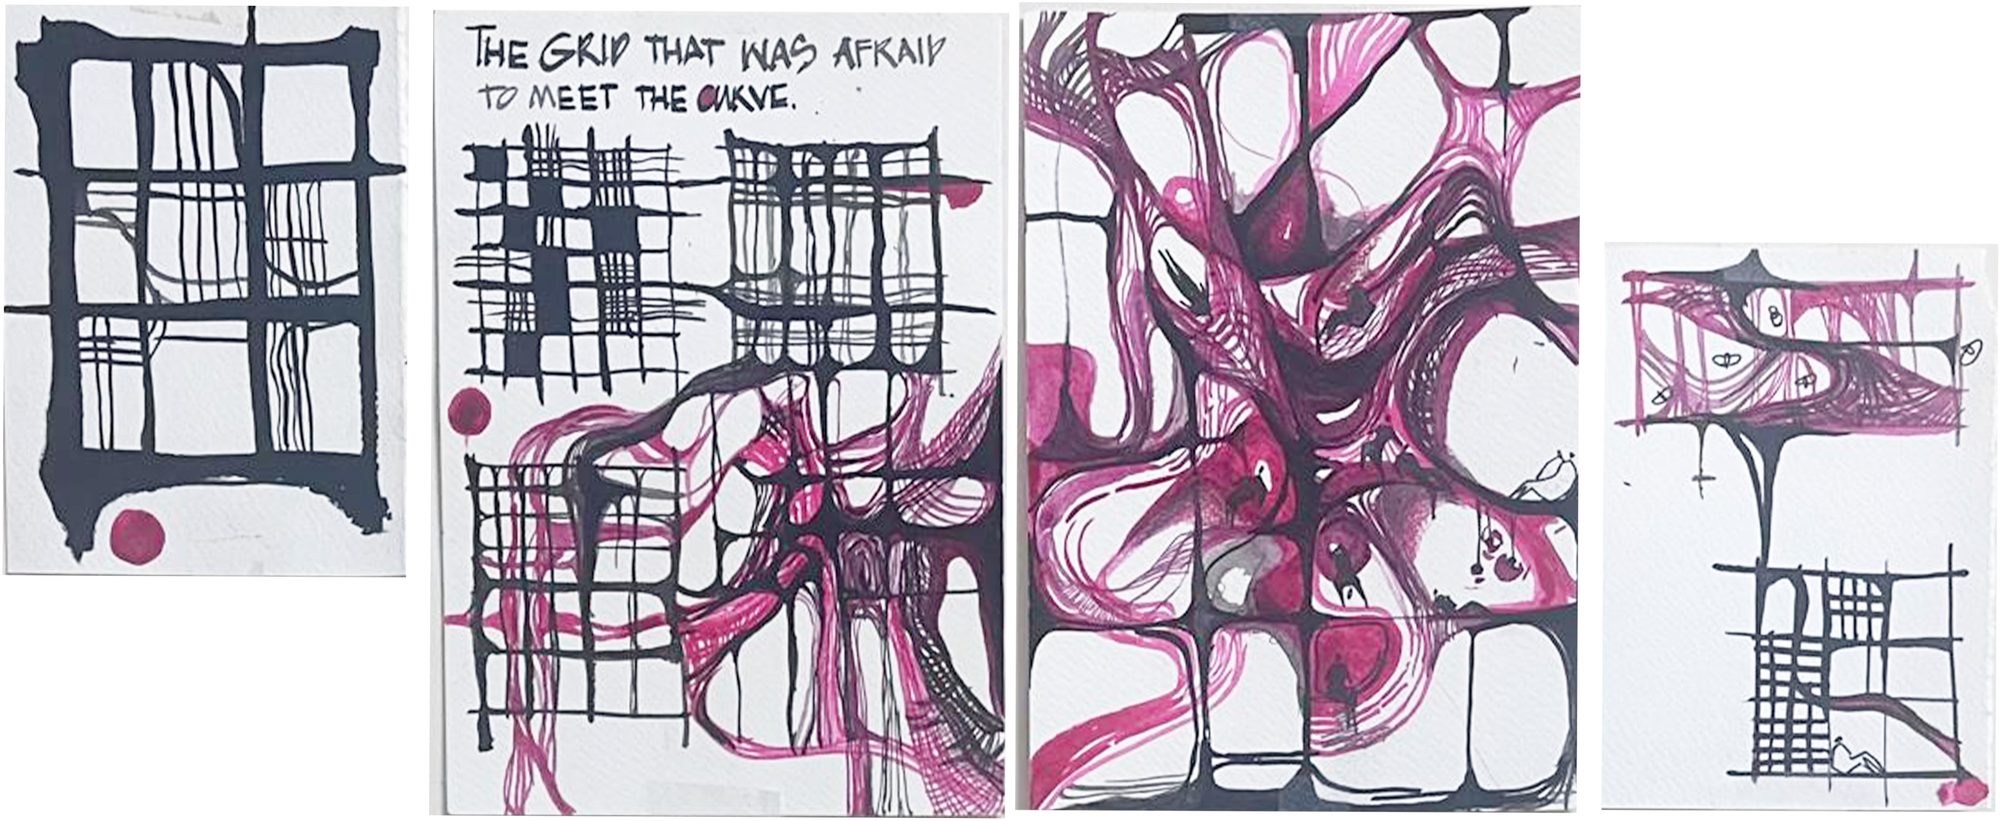 THE GRID THAT WAS AFRAID
TO MEET THE CURVE.